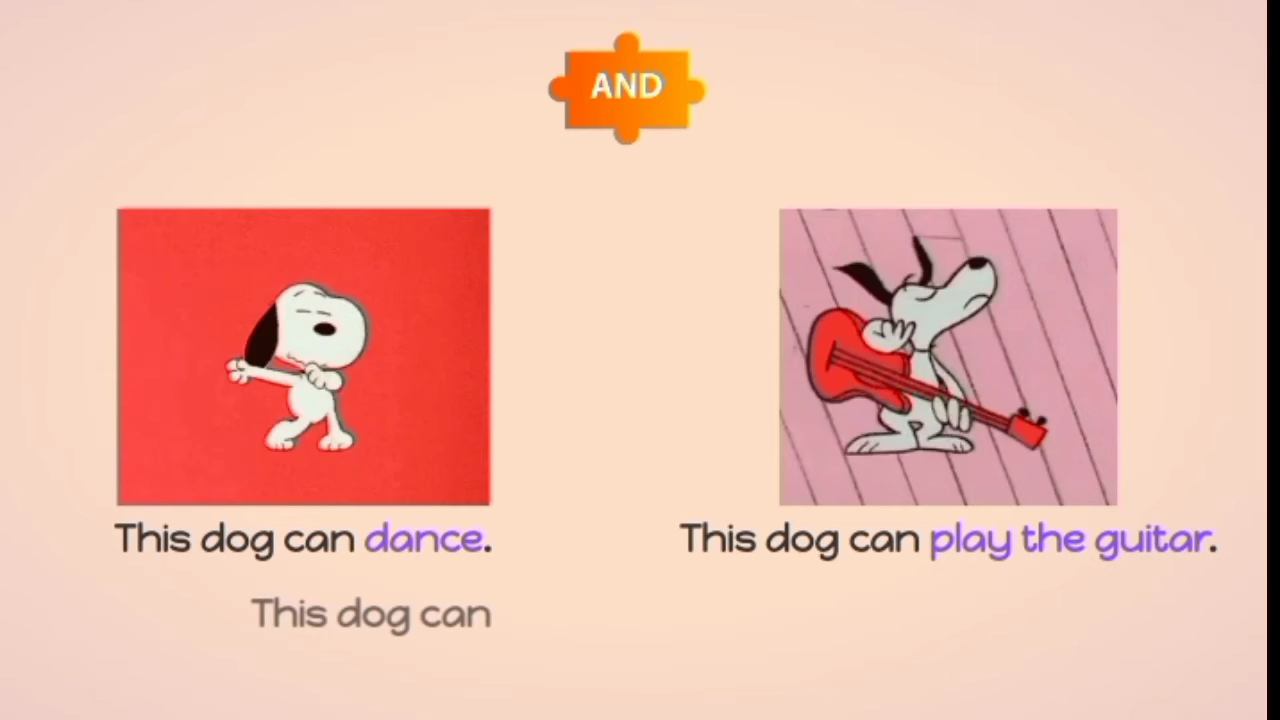 AND
This dog can dance.
This dog can play the guitar.
This dog can